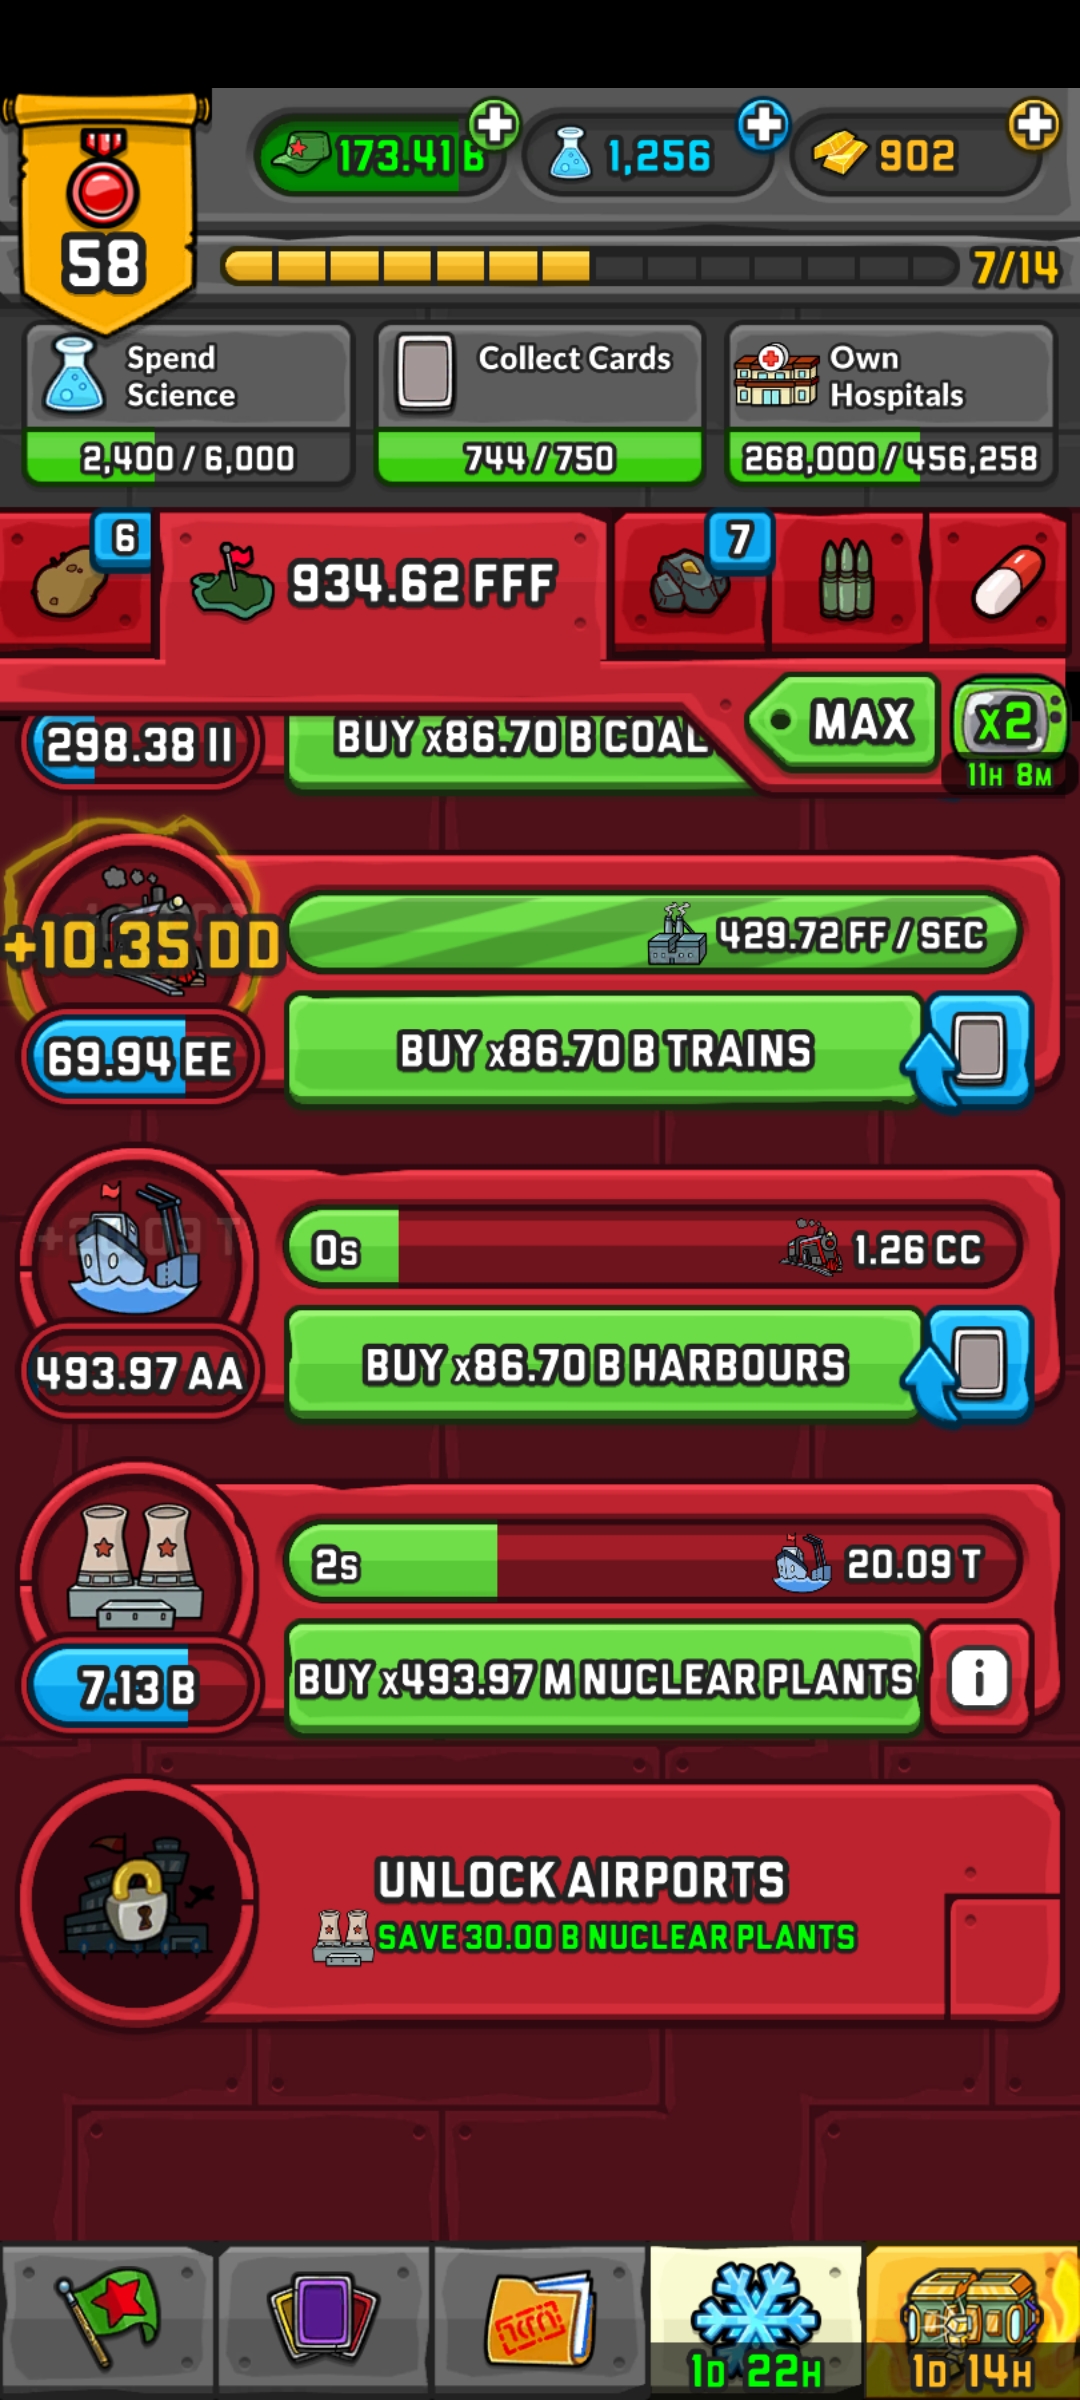 173.41 B
1,256
902
58
7/14
Spend
Science
2,400 / 6,000
Collect Cards
744 / 750
Own
Hospitals
268,000 / 456,258
6
934.62 FFF
7
298.38 II
BUY x86.70 B COAL
MAX
x2
11H 8M
+10.35 DD
429.72 FF / SEC
69.94 EE
BUY x86.70 B TRAINS
0s
1.26 CC
493.97 AA
BUY x86.70 B HARBOURS
2s
20.09 T
7.13 B
BUY x493.97 M NUCLEAR PLANTS
i
UNLOCK AIRPORTS
SAVE 30.00 B NUCLEAR PLANTS
1D 22H
1D 14H